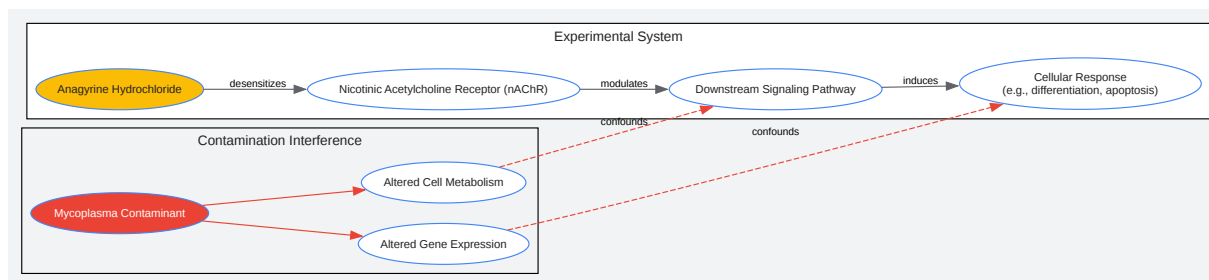 Experimental System
Anagyrine Hydrochloride
desensitizes
Nicotinic Acetylcholine Receptor (nAChR)
modulates
Downstream Signaling Pathway
induces
Cellular Response
(e.g., differentiation, apoptosis)
confounds
confounds
Contamination Interference
Mycoplasma Contaminant
Altered Cell Metabolism
Altered Gene Expression